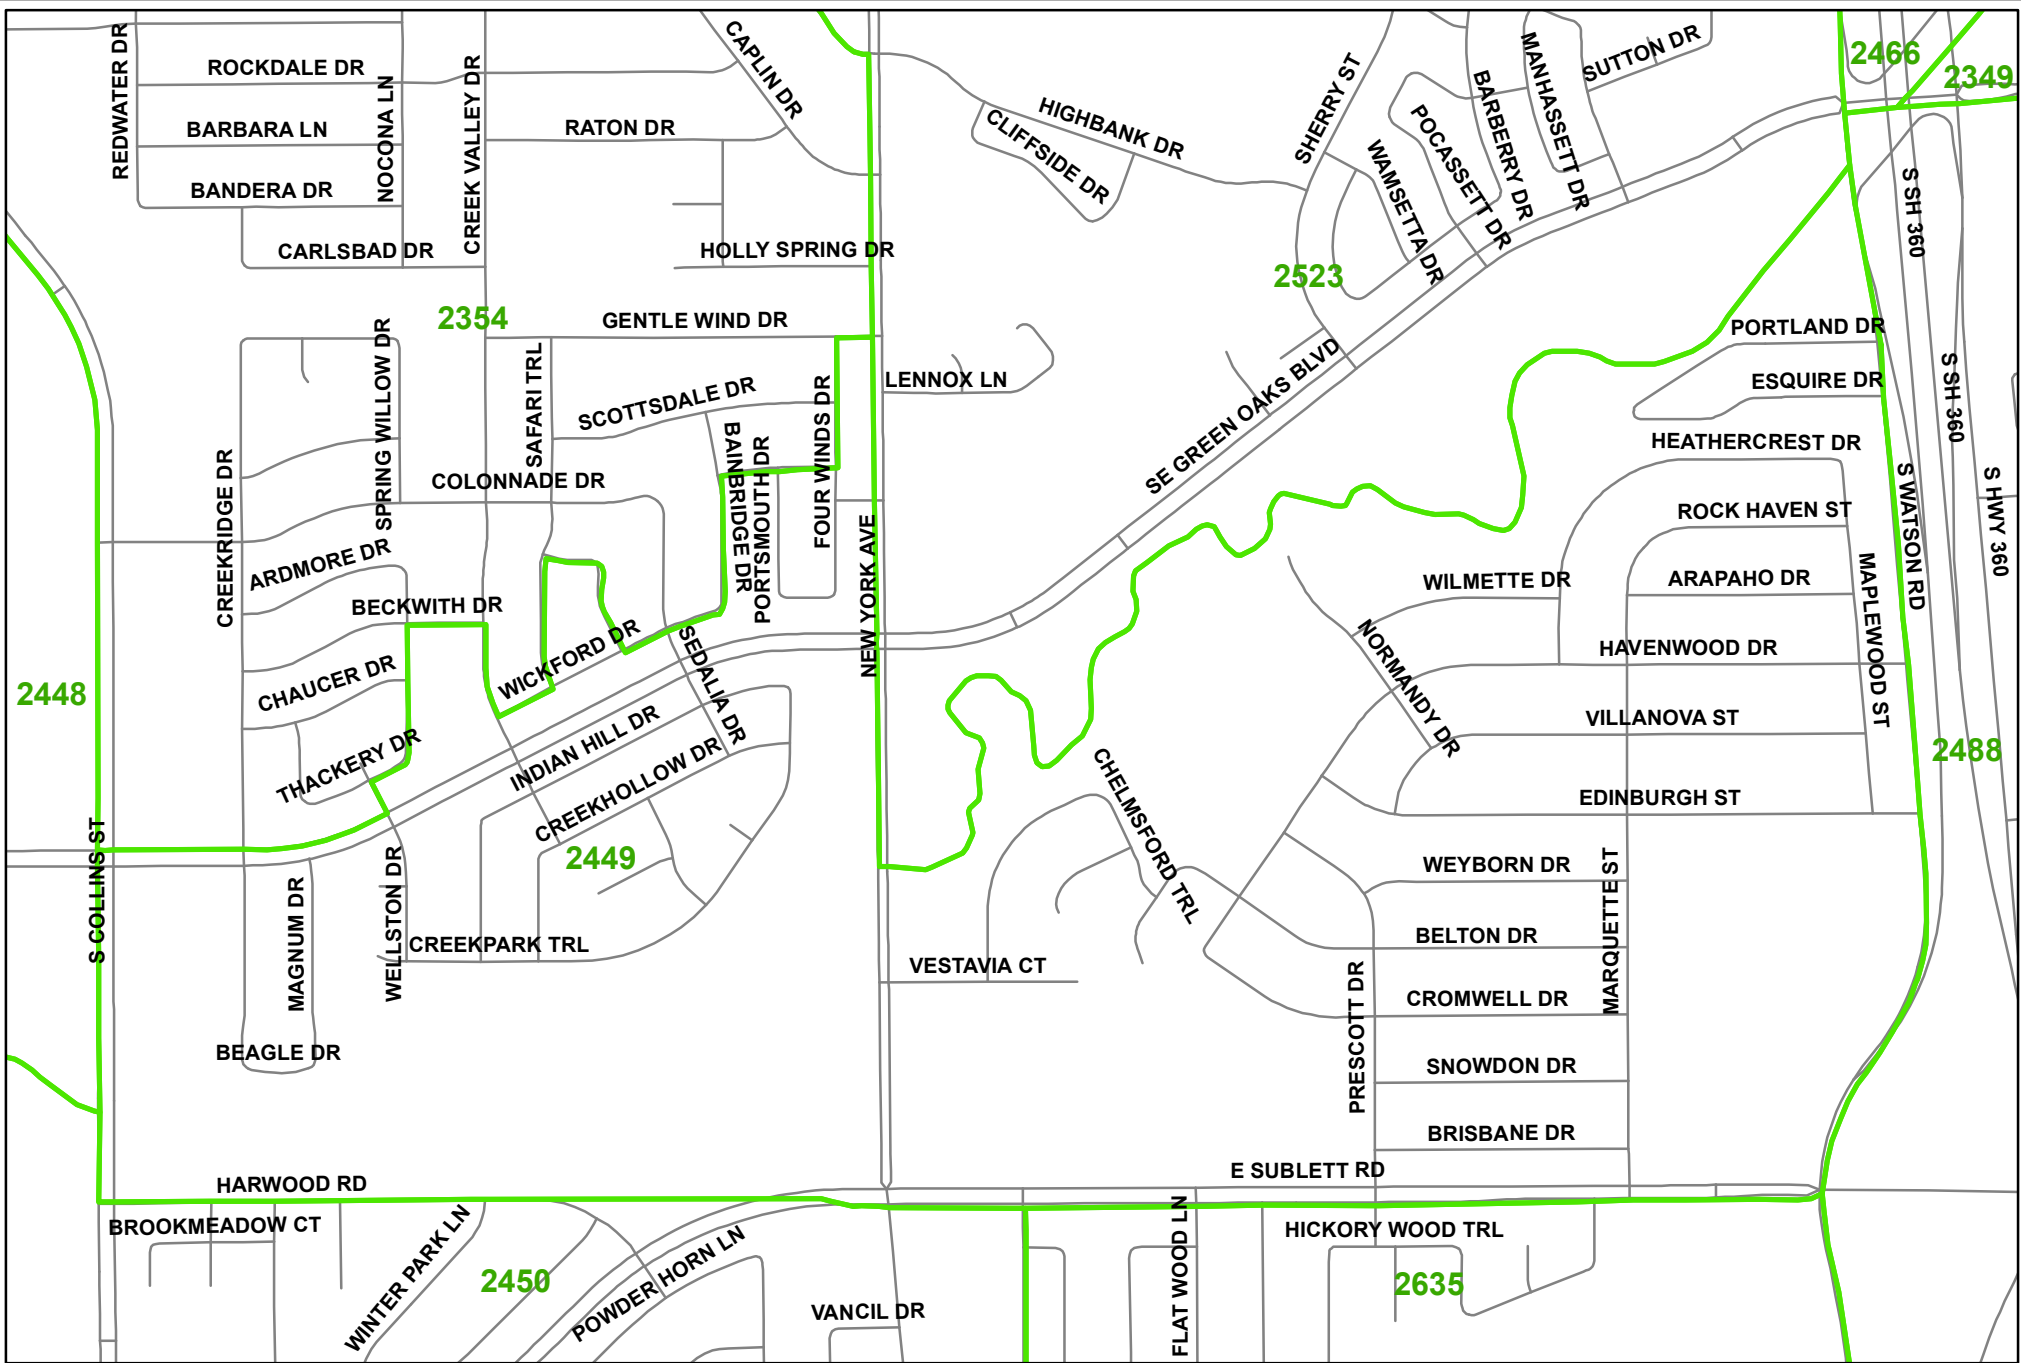 REDWATER DR
ROCKDALE DR
NOCONA LN
CREEK VALLEY DR
CAPLIN DR
BARBARA LN
RATON DR
BANDERA DR
CARLSBAD DR
HOLLY SPRING DR
HIGHBANK DR
CLIFFSIDE DR
SHERRY ST
WAMSETTA DR
POCASSETT DR
BARBERRY DR
MANHASSETT DR
SUTTON DR
2466
2349
S SH 360
2523
2354
GENTLE WIND DR
SPRING WILLOW DR
SAFARI TRL
SCOTTSDALE DR
BAINBRIDGE DR
PORTSMOUTH DR
FOUR WINDS DR
LENNOX LN
SE GREEN OAKS BLVD
PORTLAND DR
ESQUIRE DR
S SH 360
HEATHERCREST DR
S WATSON RD
S HWY 360
CREEKRIDGE DR
COLONNADE DR
NEW YORK AVE
ROCK HAVEN ST
ARDMORE DR
BECKWITH DR
WILMETTE DR
ARAPAHO DR
MAPLEWOOD ST
CHAUCER DR
WICKFORD DR
SEDALIA DR
NORMANDY DR
HAVENWOOD DR
2448
THACKERY DR
INDIAN HILL DR
CREEKHOLLOW DR
VILLANOVA ST
2488
CHELMSFORD TRL
EDINBURGH ST
S COLLINS ST
2449
WEYBORN DR
MAGNUM DR
WELLSTON DR
CREEKPARK TRL
BELTON DR
MARQUETTE ST
VESTAVIA CT
PRESCOTT DR
CROMWELL DR
BEAGLE DR
SNOWDON DR
BRISBANE DR
HARWOOD RD
E SUBLETT RD
BROOKMEADOW CT
WINTER PARK LN
2450
POWDER HORN LN
VANCIL DR
FLAT WOOD LN
HICKORY WOOD TRL
2635